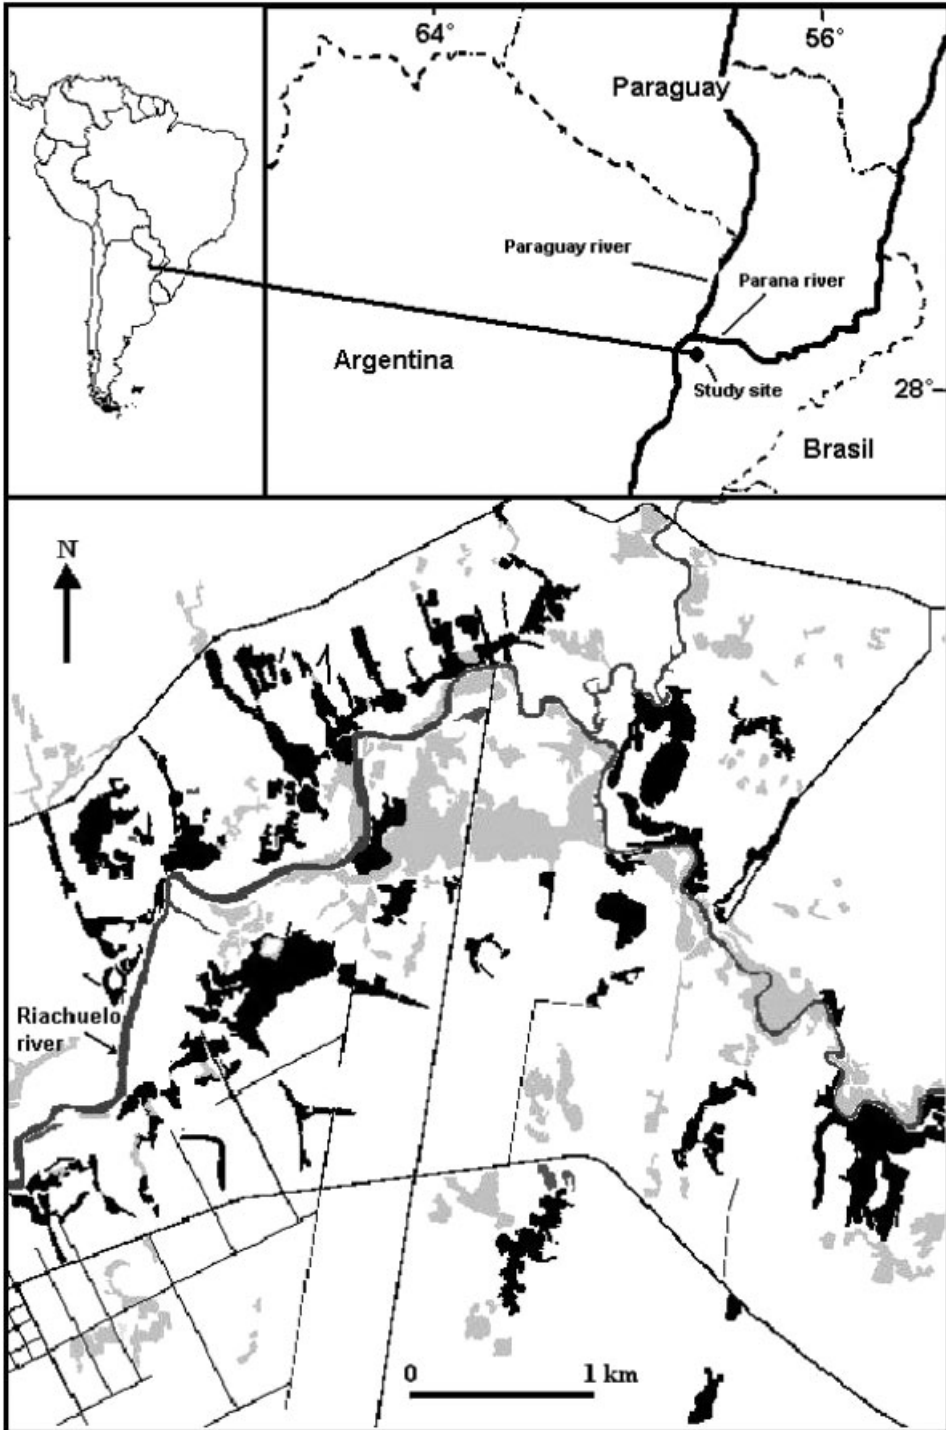 64°
56°
Paraguay
Paraguay river
Parana river
Argentina
Study site
28°
Brasil
N
Riachuelo
river
0 1 km